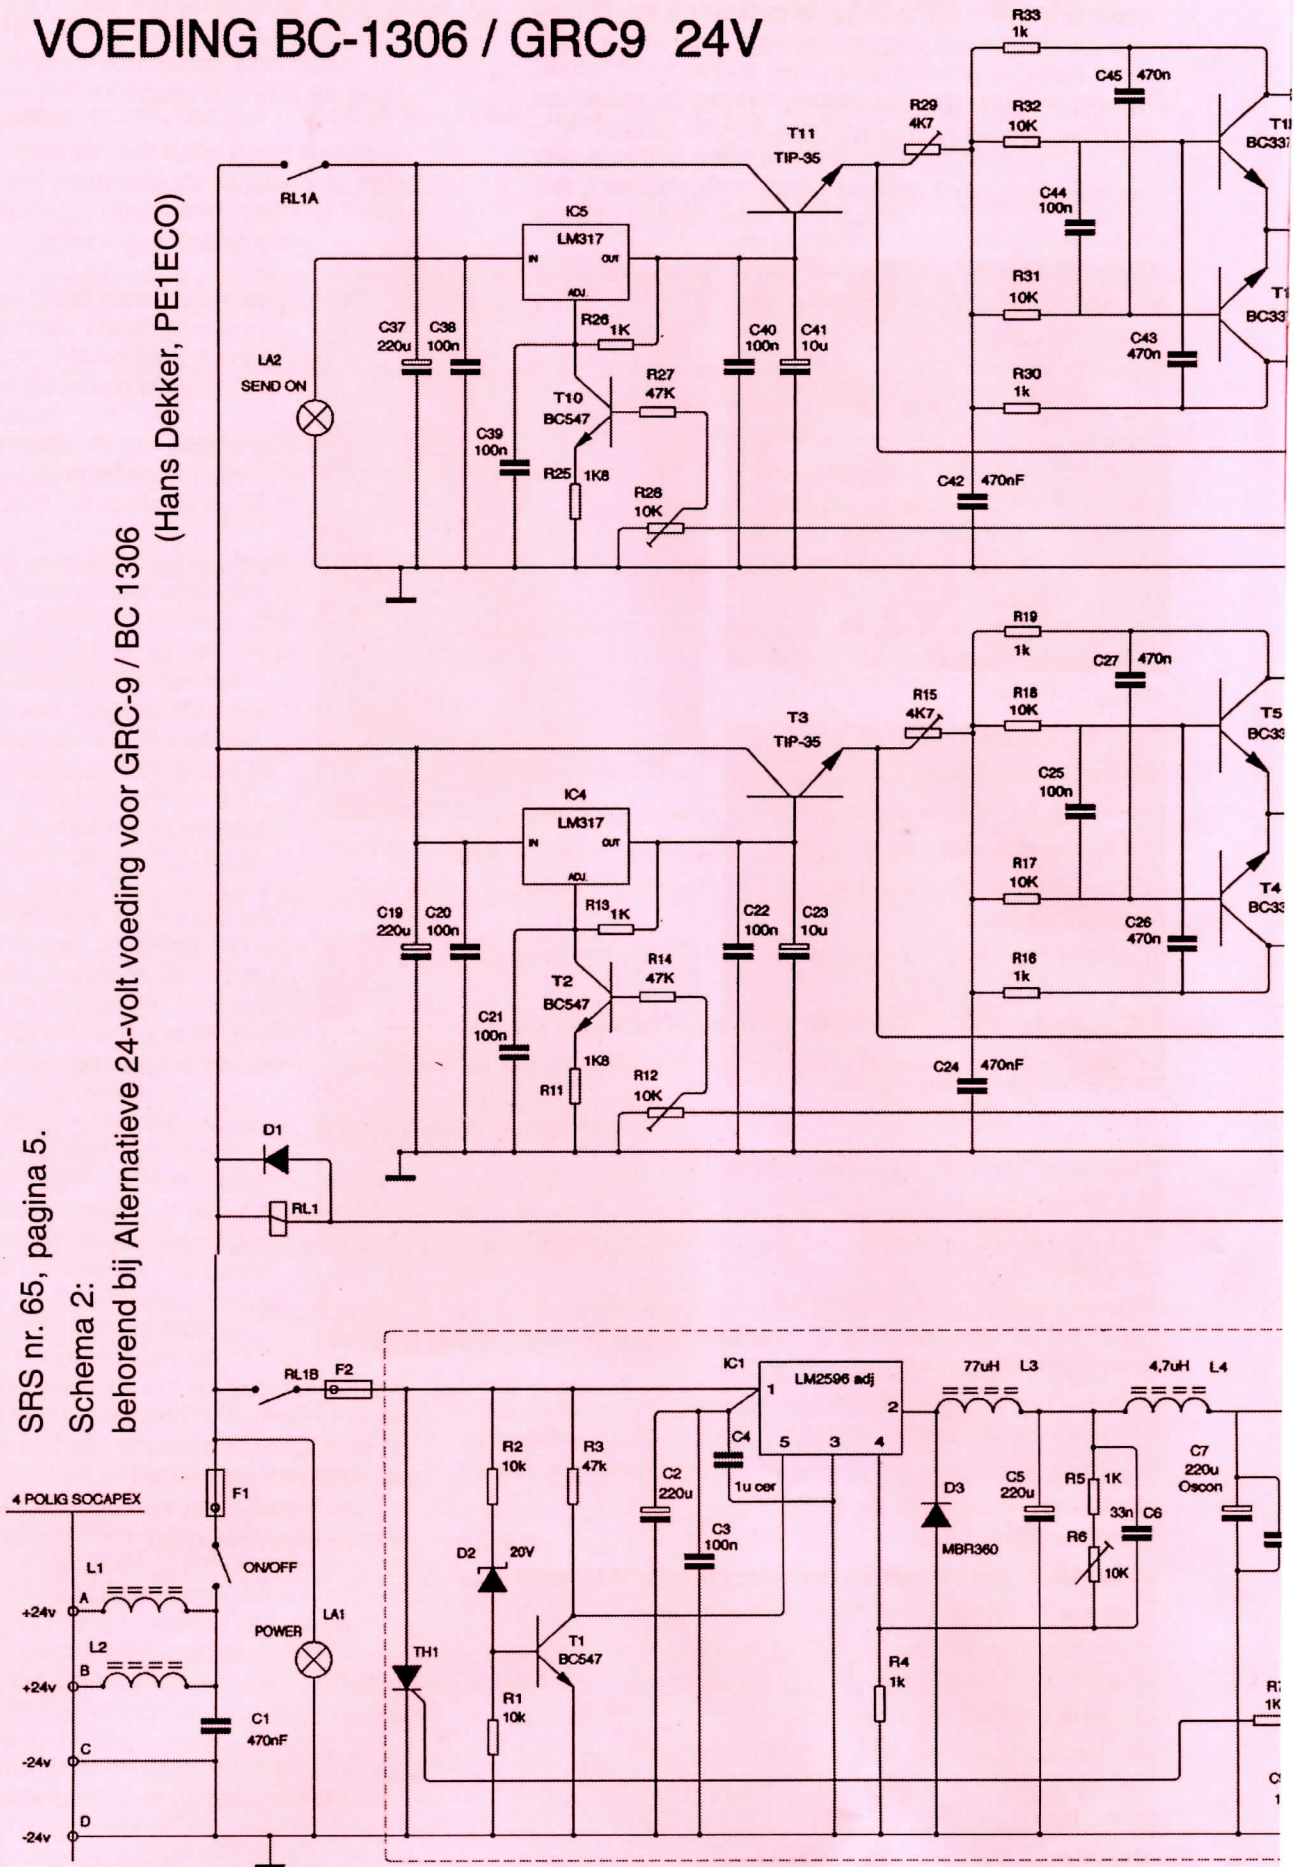 VOEDING BC-1306 / GRC9 24V
SRS nr. 65, pagina 5.
Schema 2:
behorend bij Alternatieve 24-volt voeding voor GRC-9 / BC 1306
(Hans Dekker, PE1ECO)
R33
1k
C45 470n
R29
4K7
R32
10K
T11
TIP-35
BC337
RL1A
C44
100n
IC5
LM317
IN
OUT
ADJ.
R31
10K
R26
1K
C37
220u
C38
100n
C40
100n
C41
10u
C43
470n
LA2
SEND ON
R27
47K
R30
1k
T10
BC547
C39
100n
R25
1K8
R28
10K
C42
470nF
R19
1k
C27
470n
R15
4K7
R18
10K
T3
TIP-35
T5
C25
100n
IC4
LM317
IN
OUT
ADJ.
R17
10K
T4
R13
1K
C19
220u
C20
100n
C22
100n
C23
10u
C26
470n
R14
47K
R16
1k
T2
BC547
C21
100n
1K8
R11
R12
10K
C24
470nF
D1
RL1
RL1B
F2
IC1
LM2596 adj
1
2
5
3
4
77uH L3
4,7uH L4
R2
10k
R3
47k
C4
1u cer
C2
220u
C3
100n
D3
MBR360
C5
220u
R5
1K
33n C6
R6
10K
C7
220u
Oscon
4 POLIG SOCAPEX
F1
ON/OFF
L1
A
+24v
L2
B
+24v
POWER
LA1
D2
20V
T1
BC547
TH1
R1
10k
R4
1k
C1
470nF
C
-24v
D
-24v
1K